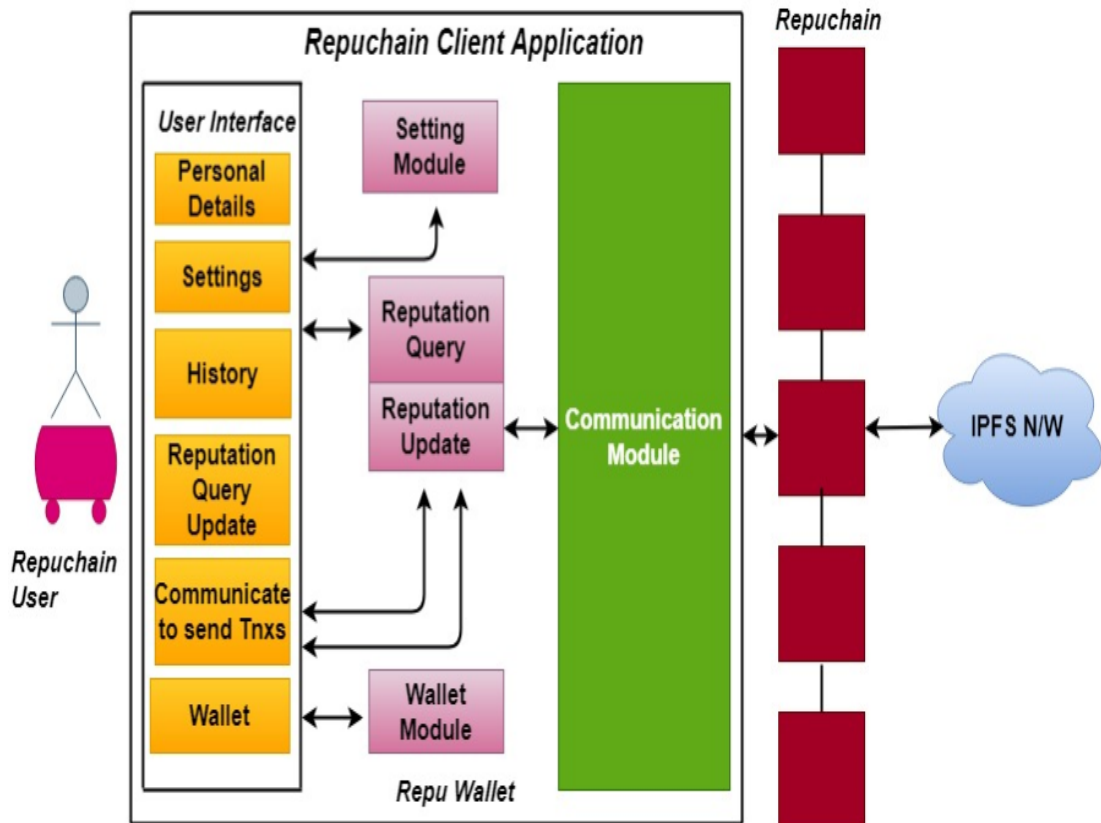 Repuchain Client Application
Repuchain
User Interface
Personal
Details
Settings
History
Reputation
Query
Update
Communicate
to send Tnxs
Wallet
Setting
Module
Reputation
Query
Reputation
Update
Wallet
Module
Repu Wallet
Communication
Module
IPFS N/W
Repuchain
User